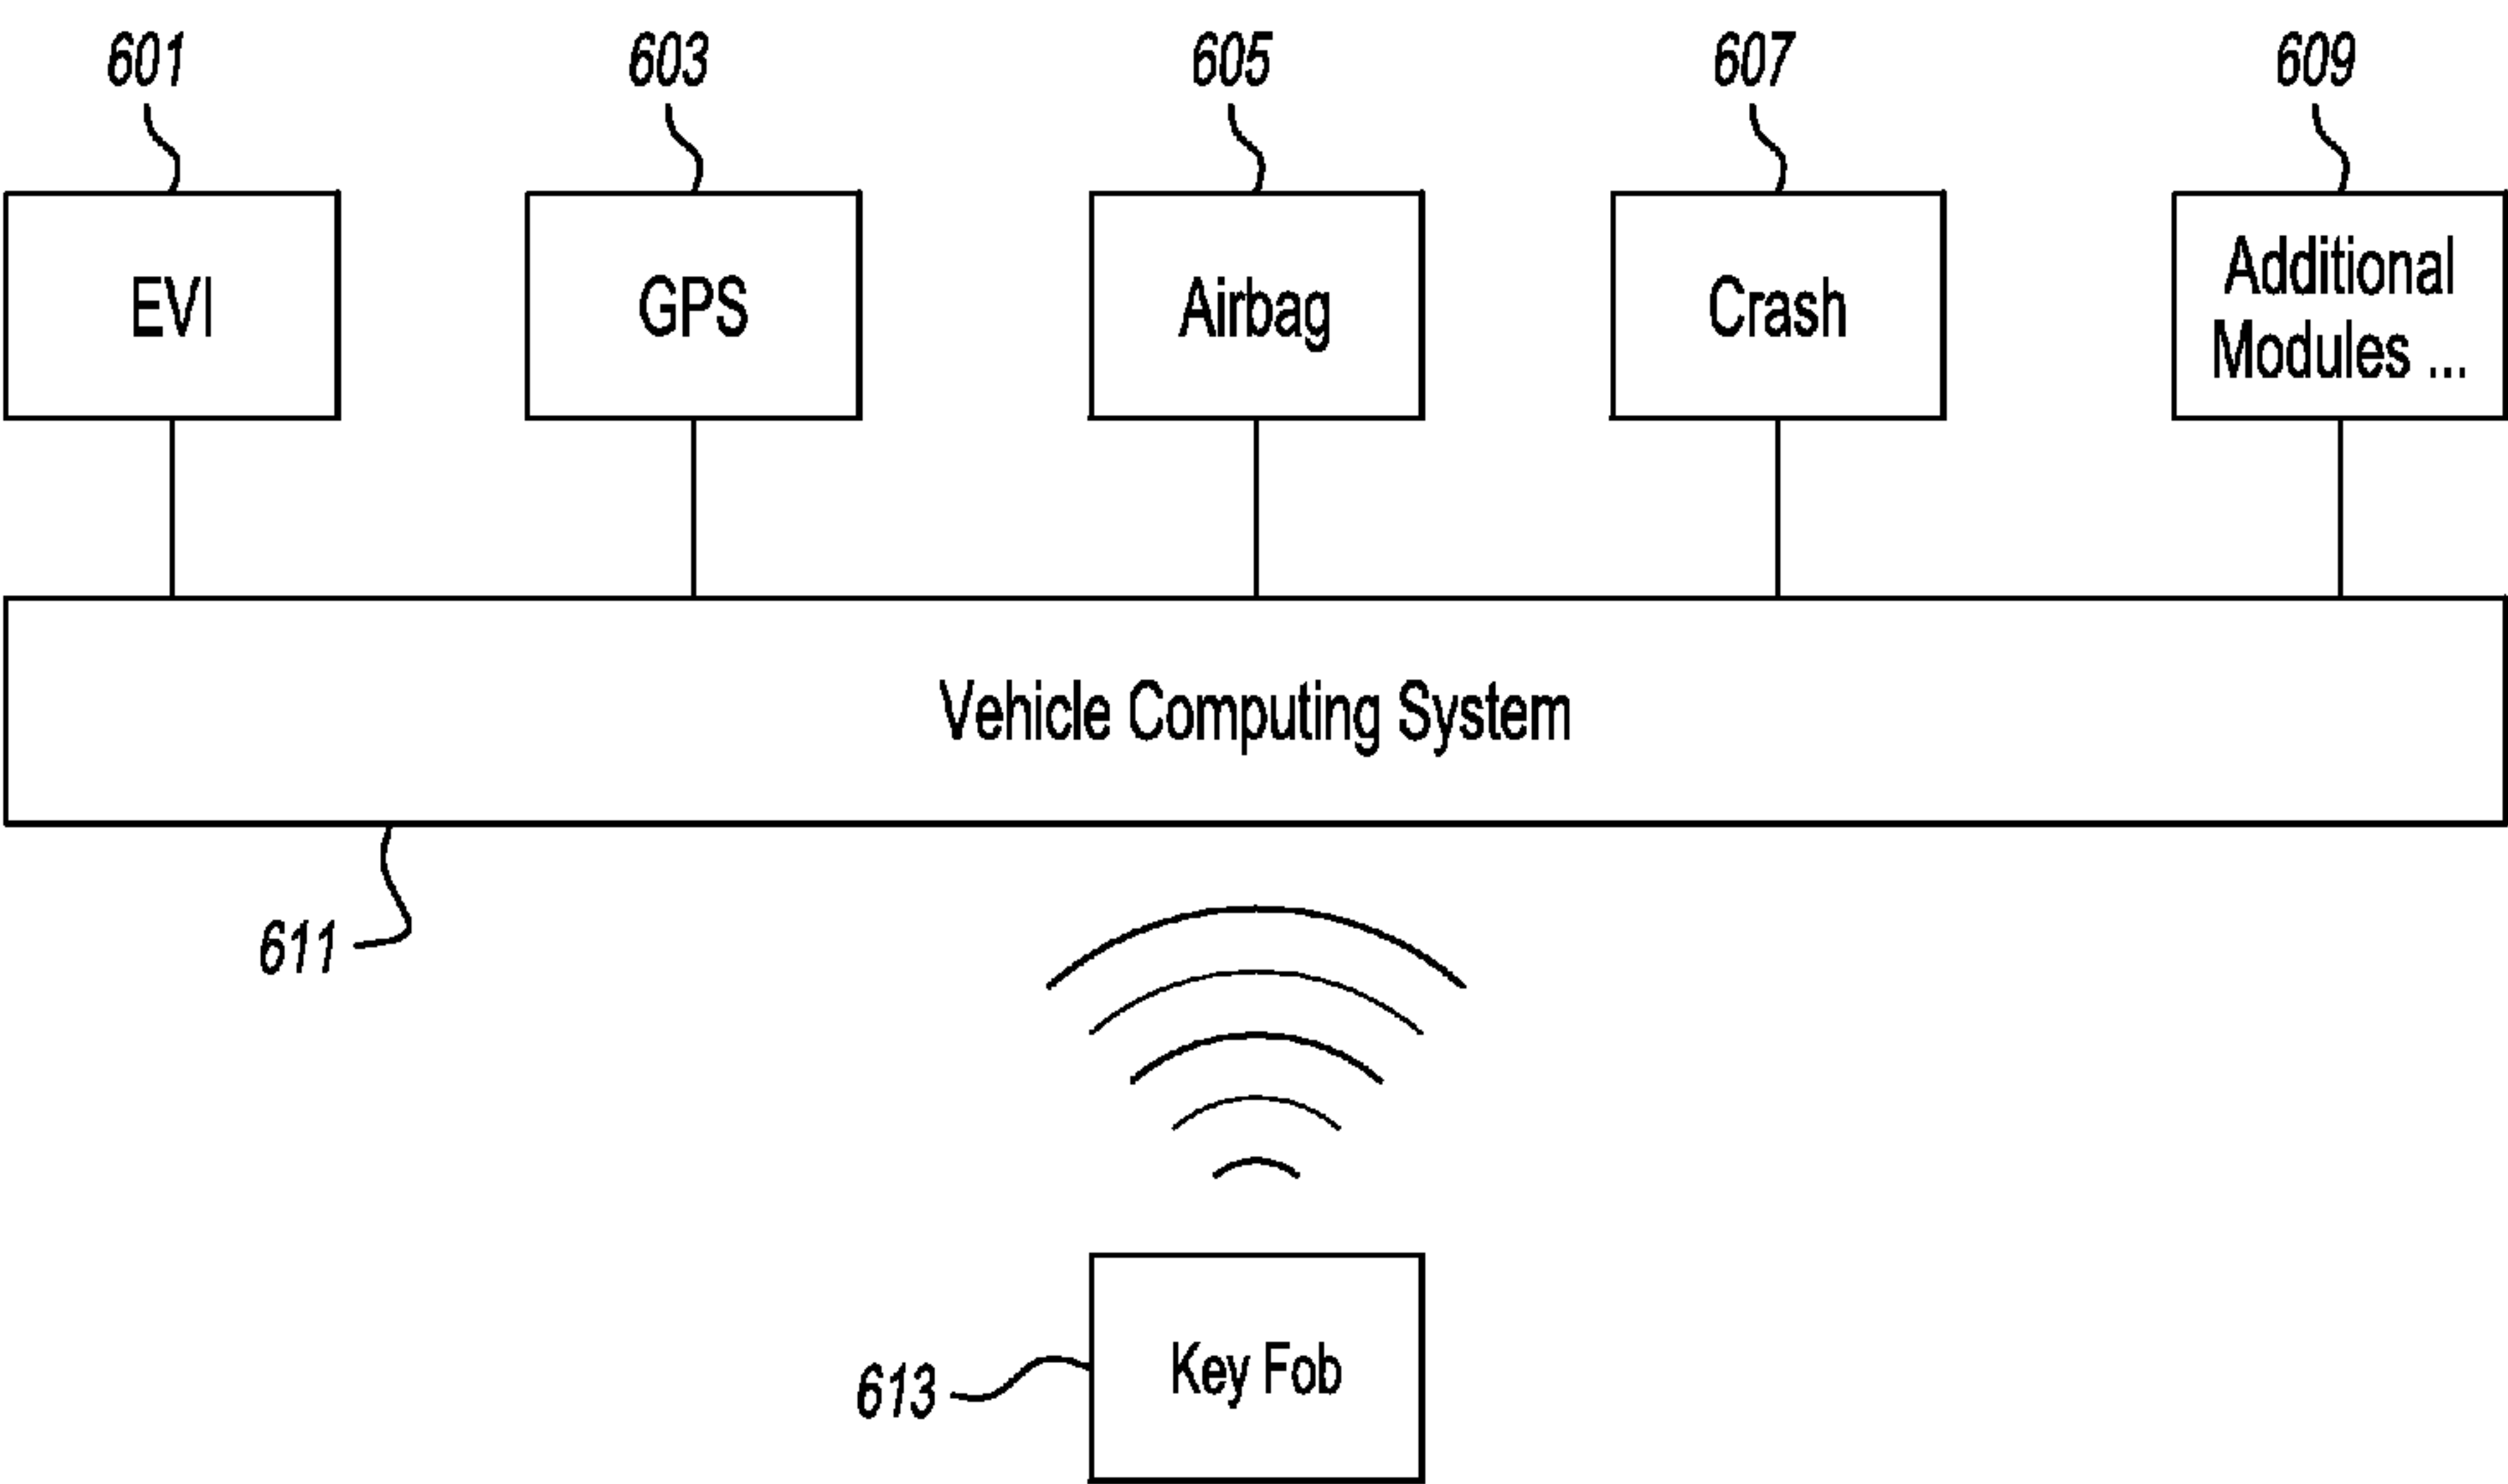 601
603
605
607
609
EVI
GPS
Airbag
Crash
Additional
Modules ...
Vehicle Computing System
611
613
Key Fob